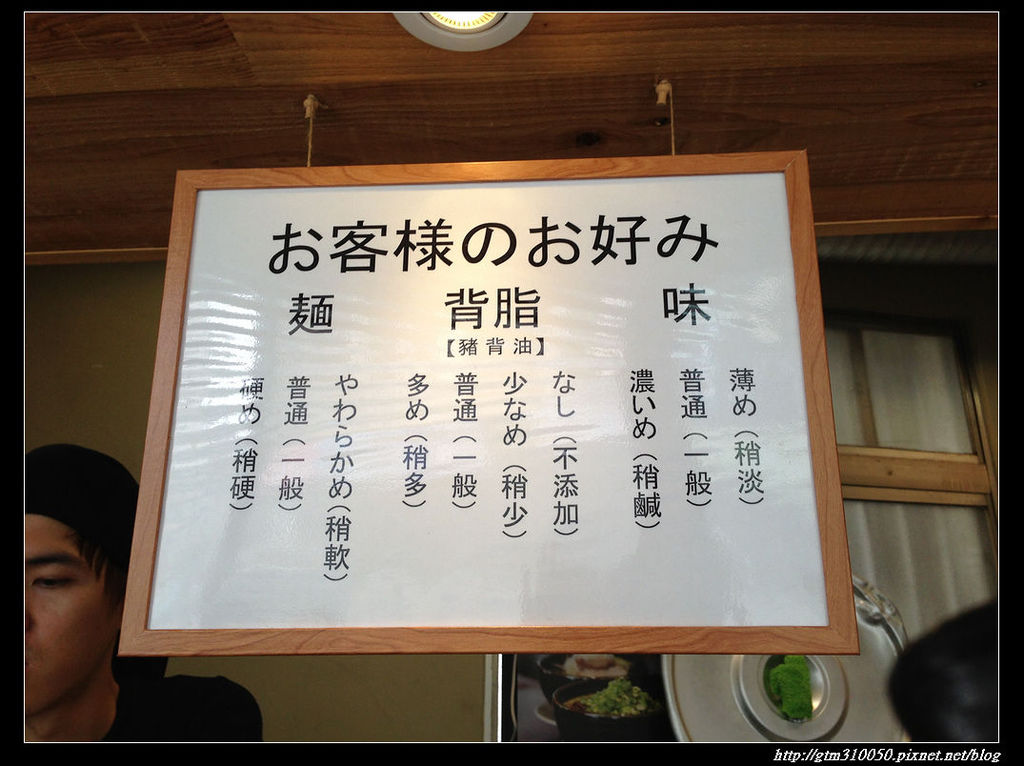 お客様のお好み
味
薄め（稍淡）
普通（一般）
濃いめ（稍鹹）
背脂
【豬背油】
なし（不添加）
少なめ（稍少）
普通（一般）
多め（稍多）
麺
やわらかめ（稍軟）
普通（一般）
硬め（稍硬）
http://gtm310050.pixnet.net/blog